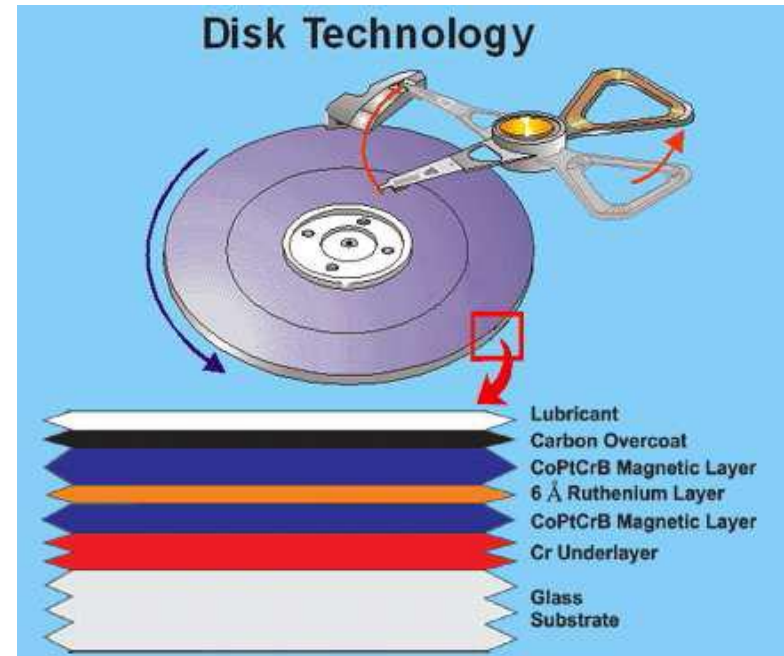 Disk Technology
Lubricant
Carbon Overcoat
CoPtCrB Magnetic Layer
6 Å Ruthenium Layer
CoPtCrB Magnetic Layer
Cr Underlayer
Glass
Substrate